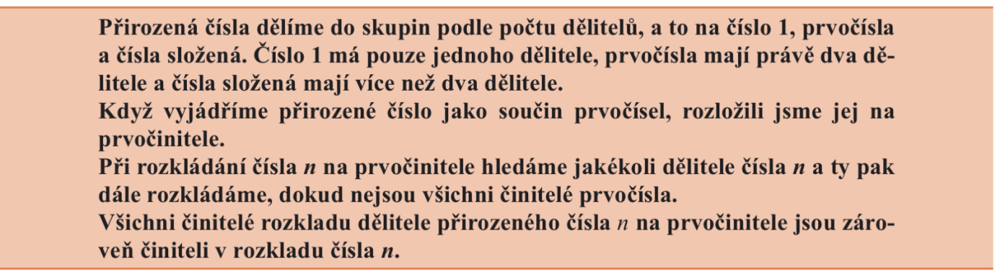 Přirozená čísla dělíme do skupin podle počtu dělitelů, a to na číslo 1, prvočísla
a čísla složená. Číslo 1 má pouze jednoho dělitele, prvočísla mají právě dva dě-
litele a čísla složená mají více než dva dělitele.
Když vyjádříme přirozené číslo jako součin prvočísel, rozložili jsme jej na
prvočinitele.
Při rozkládání čísla n na prvočinitele hledáme jakékoli dělitele čísla n a ty pak
dále rozkládáme, dokud nejsou všichni činitelé prvočísla.
Všichni činitelé rozkladu dělitele přirozeného čísla n na prvočinitele jsou záro-
veň činiteli v rozkladu čísla n.